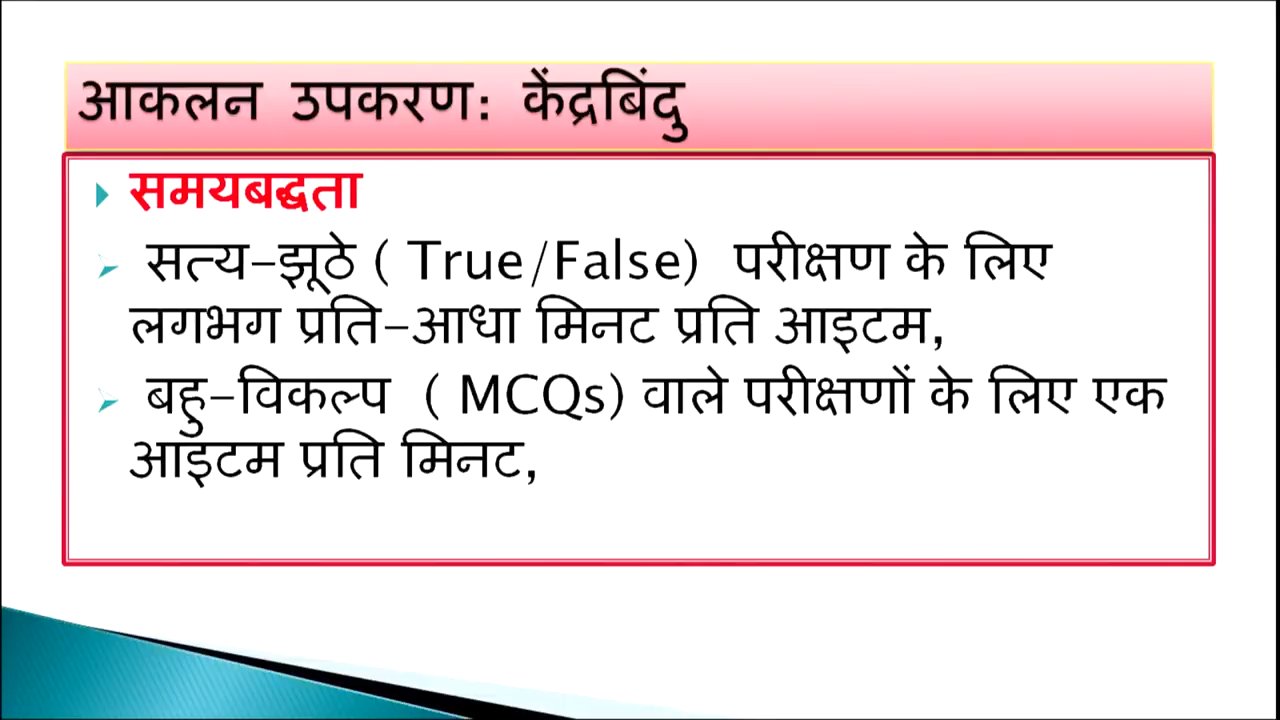 आकलन उपकरण: केंद्रबिंदु
समयबद्धता
सत्य-झूठे ( True/False) परीक्षण के लिए
लगभग प्रति-आधा मिनट प्रति आइटम,
बहु-विकल्प ( MCQs) वाले परीक्षणों के लिए एक
आइटम प्रति मिनट,